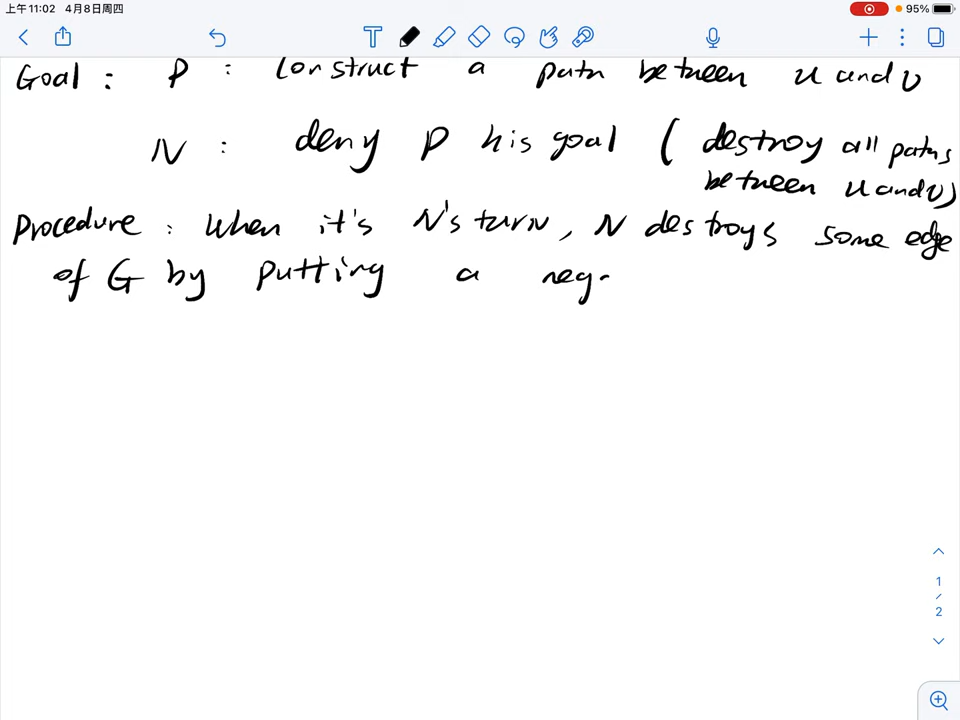 上午11:02 4月8日周四
95%
Goal : P : Construct a path between u and v
N : deny P his goal ( destroy all paths
between u and v)
Procedure : When it's N's turn, N destroys some edge
of G by putting a neg
1
/
2